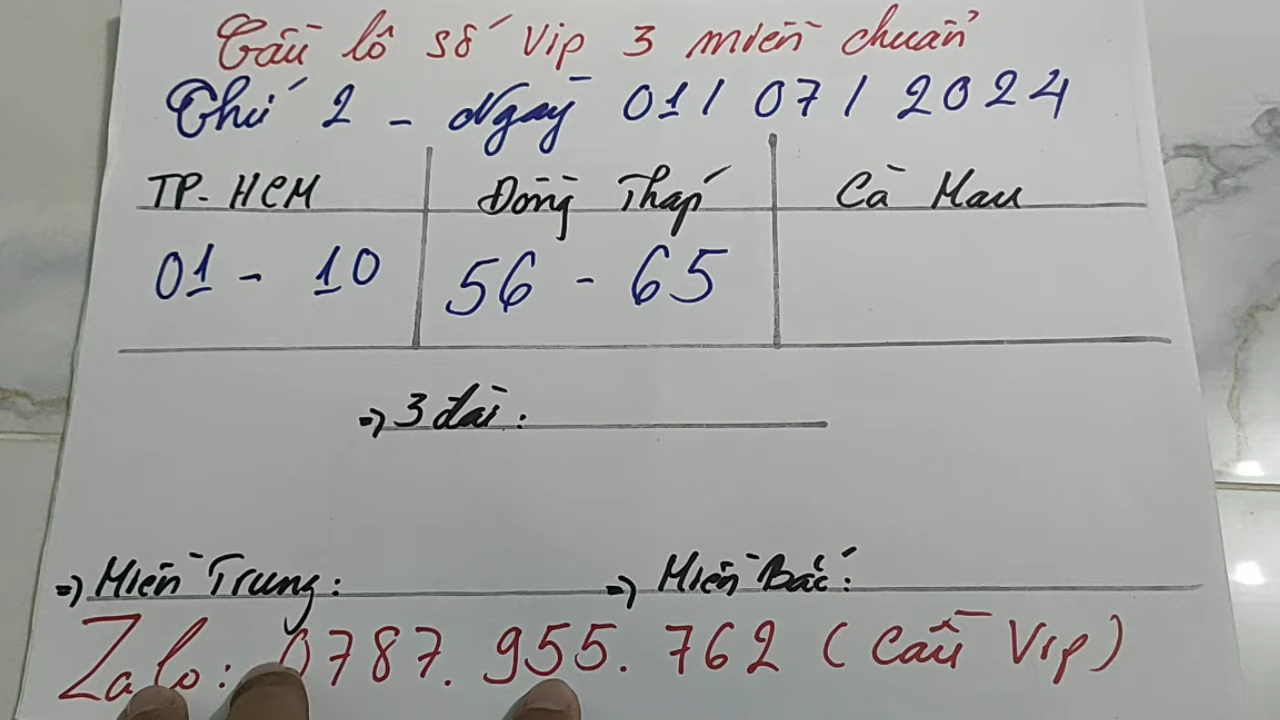 Cầu lô số Vip 3 miền chuẩn
Thứ 2 - Ngày 01/07/2024
TP. HCM Đồng Tháp Cà Mau
01 - 10 56 - 65
=> 3 đài:
=> Miền Trung: => Miền Bắc:
Zalo: 0787.955.762 (Cầu Vip)